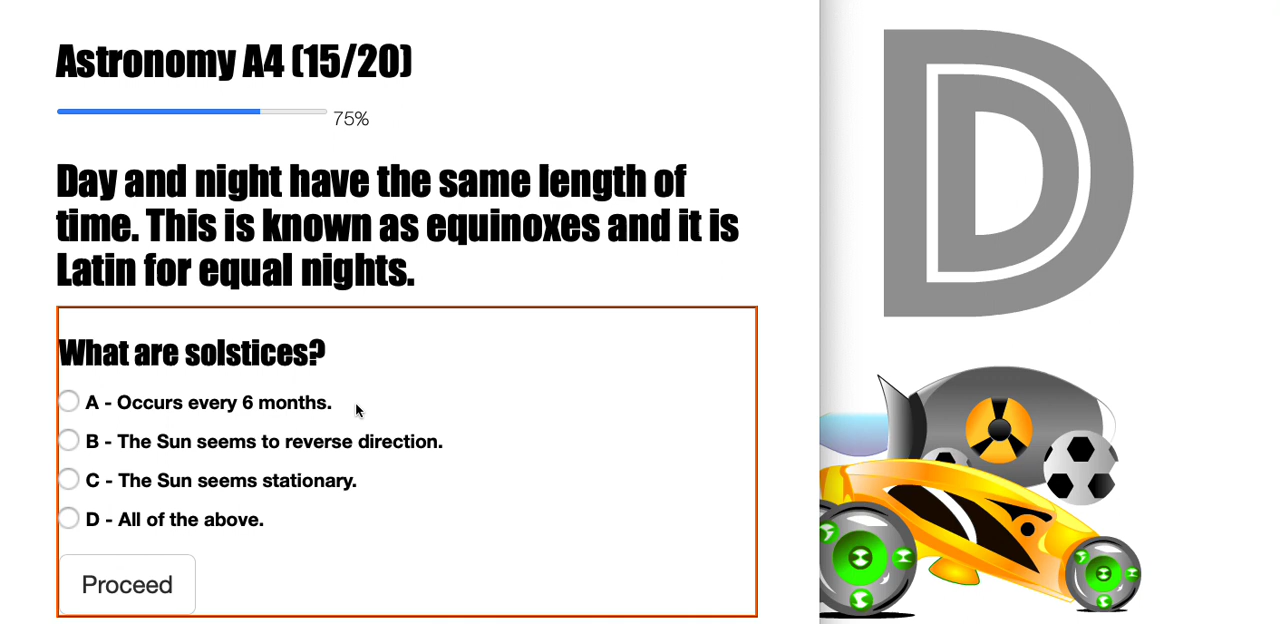 Astronomy A4 (15/20)
75%
Day and night have the same length of
time. This is known as equinoxes and it is
Latin for equal nights.
What are solstices?
A - Occurs every 6 months.
B - The Sun seems to reverse direction.
C - The Sun seems stationary.
D - All of the above.
Proceed
D